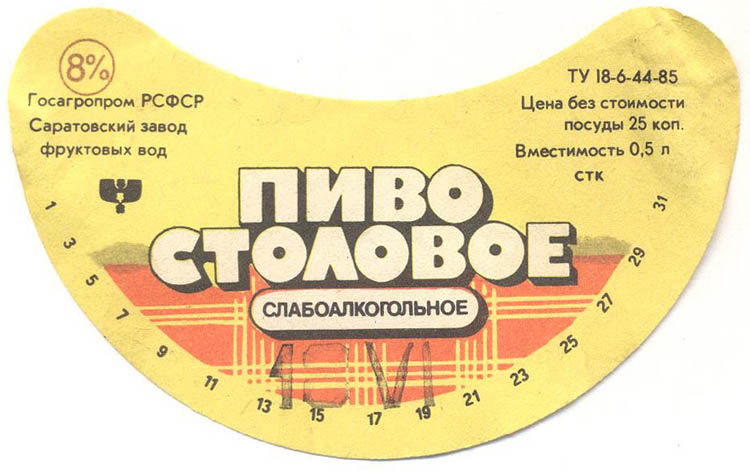 8%
Госагропром РСФСР
Саратовский завод
фруктовых вод
ТУ 18-6-44-85
Цена без стоимости
посуды 25 коп.
Вместимость 0,5 л
стк
ПИВО
СТОЛОВОЕ
СЛАБОАЛКОГОЛЬНОЕ
1 3 5 7 9 11 13 15 17 19 21 23 25 27 29 31
VI